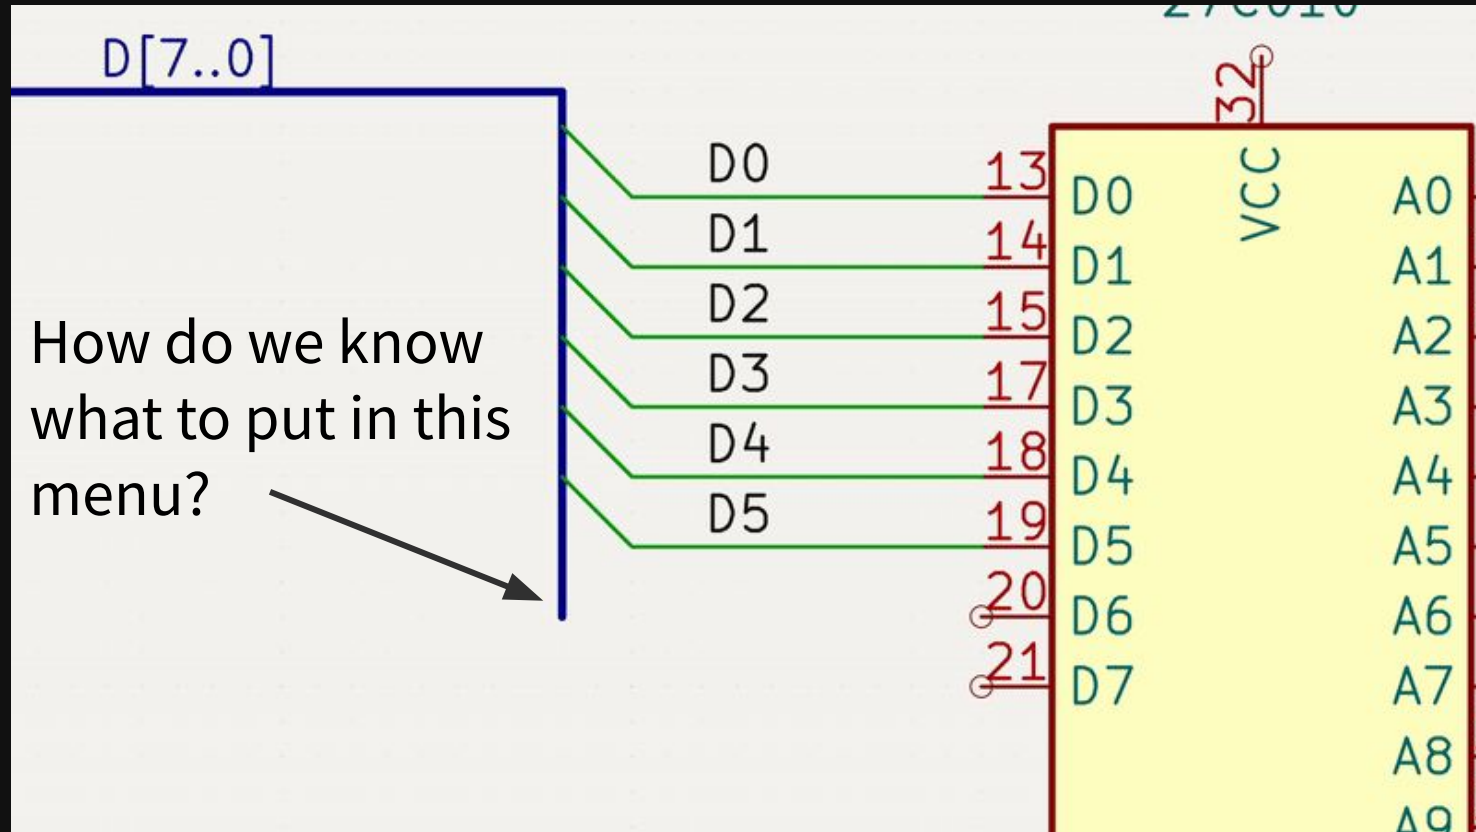 27C010
D[7..0]
32
VCC
D0
13
D0
A0
D1
14
D1
A1
D2
15
D2
A2
How do we know
what to put in this
menu?
D3
17
D3
A3
D4
18
D4
A4
D5
19
D5
A5
20
D6
A6
21
D7
A7
A8
A9